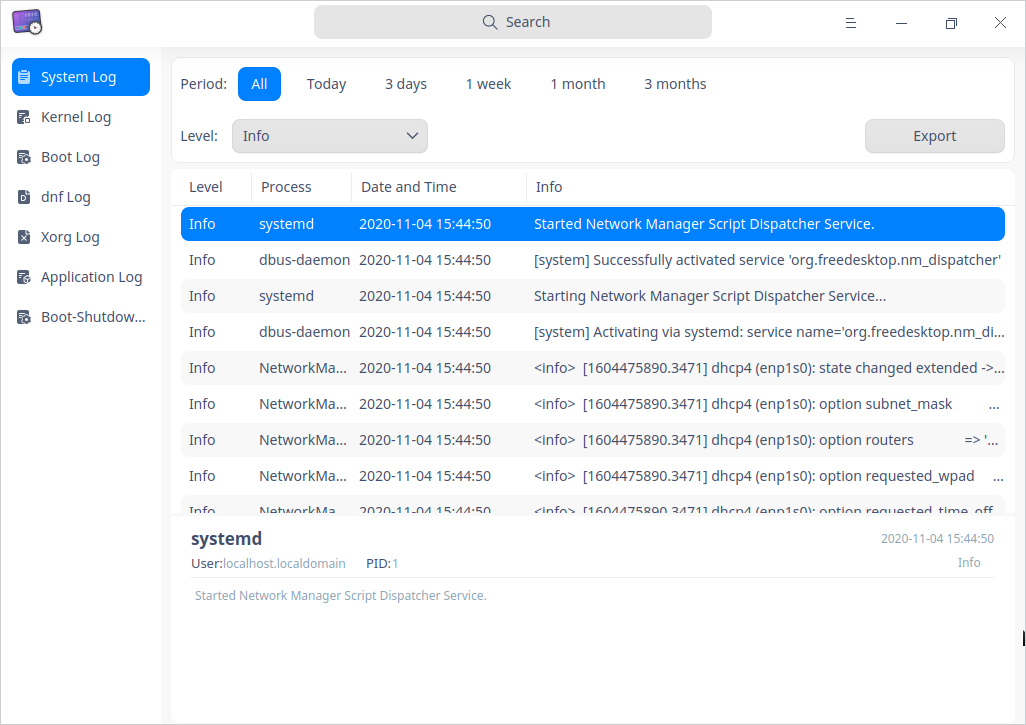 Search
System Log
Kernel Log
Boot Log
dnf Log
Xorg Log
Application Log
Boot-Shutdow...
Period: All Today 3 days 1 week 1 month 3 months
Level: Info Export
Level Process Date and Time Info
Info systemd 2020-11-04 15:44:50 Started Network Manager Script Dispatcher Service.
Info dbus-daemon 2020-11-04 15:44:50 [system] Successfully activated service 'org.freedesktop.nm_dispatcher'
Info systemd 2020-11-04 15:44:50 Starting Network Manager Script Dispatcher Service...
Info dbus-daemon 2020-11-04 15:44:50 [system] Activating via systemd: service name='org.freedesktop.nm_di...
Info NetworkMa... 2020-11-04 15:44:50 <info> [1604475890.3471] dhcp4 (enp1s0): state changed extended ->...
Info NetworkMa... 2020-11-04 15:44:50 <info> [1604475890.3471] dhcp4 (enp1s0): option subnet_mask ...
Info NetworkMa... 2020-11-04 15:44:50 <info> [1604475890.3471] dhcp4 (enp1s0): option routers => '...
Info NetworkMa... 2020-11-04 15:44:50 <info> [1604475890.3471] dhcp4 (enp1s0): option requested_wpad ...
Info NetworkMa... 2020-11-04 15:44:50 <info> [1604475890.3471] dhcp4 (enp1s0): option requested_time_off...
systemd 2020-11-04 15:44:50
User:localhost.localdomain PID:1 Info
Started Network Manager Script Dispatcher Service.